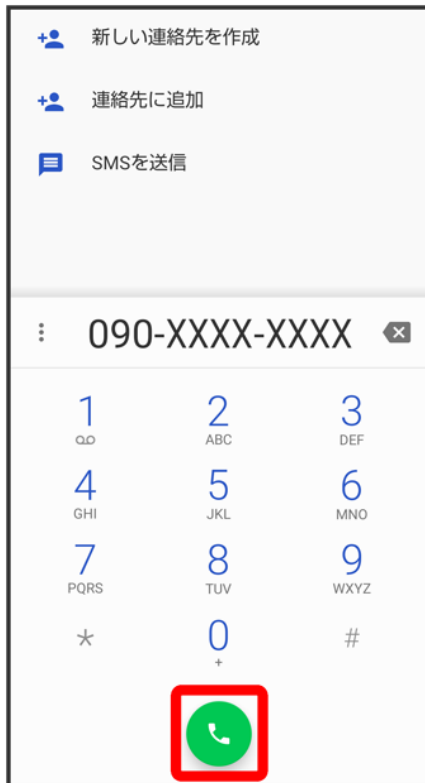 新しい連絡先を作成
連絡先に追加
SMSを送信
090-XXXX-XXXX
1 2 3
ABC DEF
4 5 6
GHI JKL MNO
7 8 9
PQRS TUV WXYZ
* 0 #
+